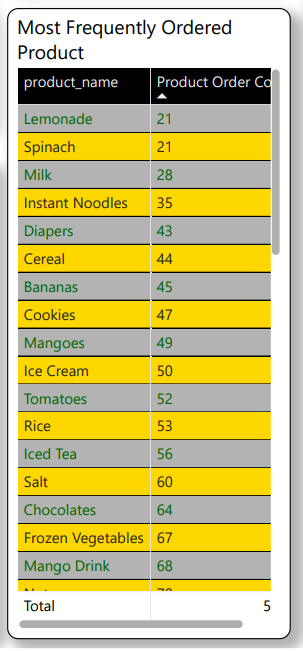 Most Frequently Ordered
Product
product_name Product Order Co
Lemonade 21
Spinach 21
Milk 28
Instant Noodles 35
Diapers 43
Cereal 44
Bananas 45
Cookies 47
Mangoes 49
Ice Cream 50
Tomatoes 52
Rice 53
Iced Tea 56
Salt 60
Chocolates 64
Frozen Vegetables 67
Mango Drink 68
Total 5